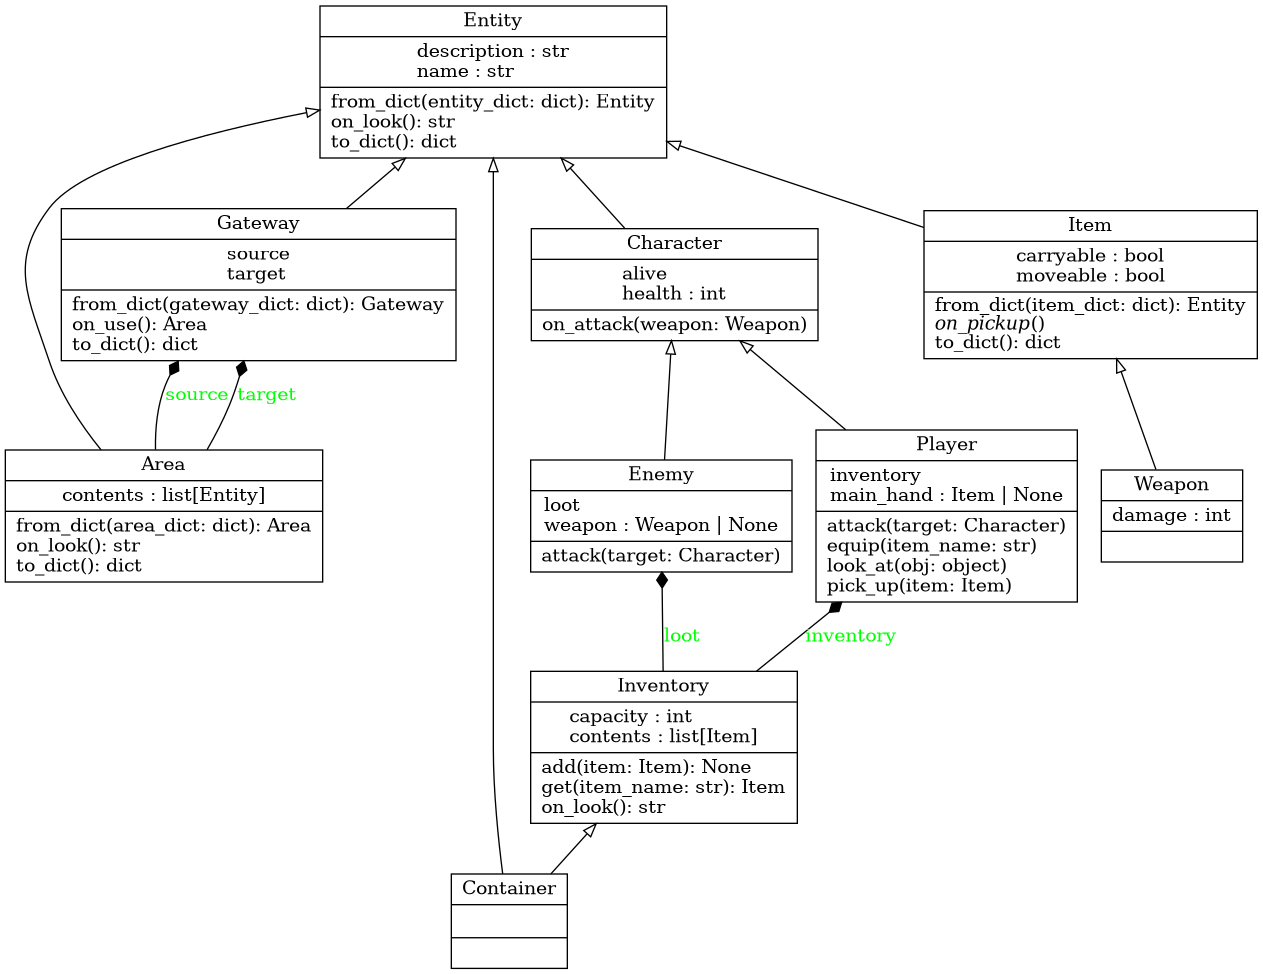 Entity
description : str
name : str
from_dict(entity_dict: dict): Entity
on_look(): str
to_dict(): dict
Gateway
source
target
from_dict(gateway_dict: dict): Gateway
on_use(): Area
to_dict(): dict
Character
alive
health : int
on_attack(weapon: Weapon)
Item
carryable : bool
moveable : bool
from_dict(item_dict: dict): Entity
on_pickup()
to_dict(): dict
source
target
Area
contents : list[Entity]
from_dict(area_dict: dict): Area
on_look(): str
to_dict(): dict
Enemy
loot
weapon : Weapon | None
attack(target: Character)
Player
inventory
main_hand : Item | None
attack(target: Character)
equip(item_name: str)
look_at(obj: object)
pick_up(item: Item)
Weapon
damage : int
loot
inventory
Inventory
capacity : int
contents : list[Item]
add(item: Item): None
get(item_name: str): Item
on_look(): str
Container